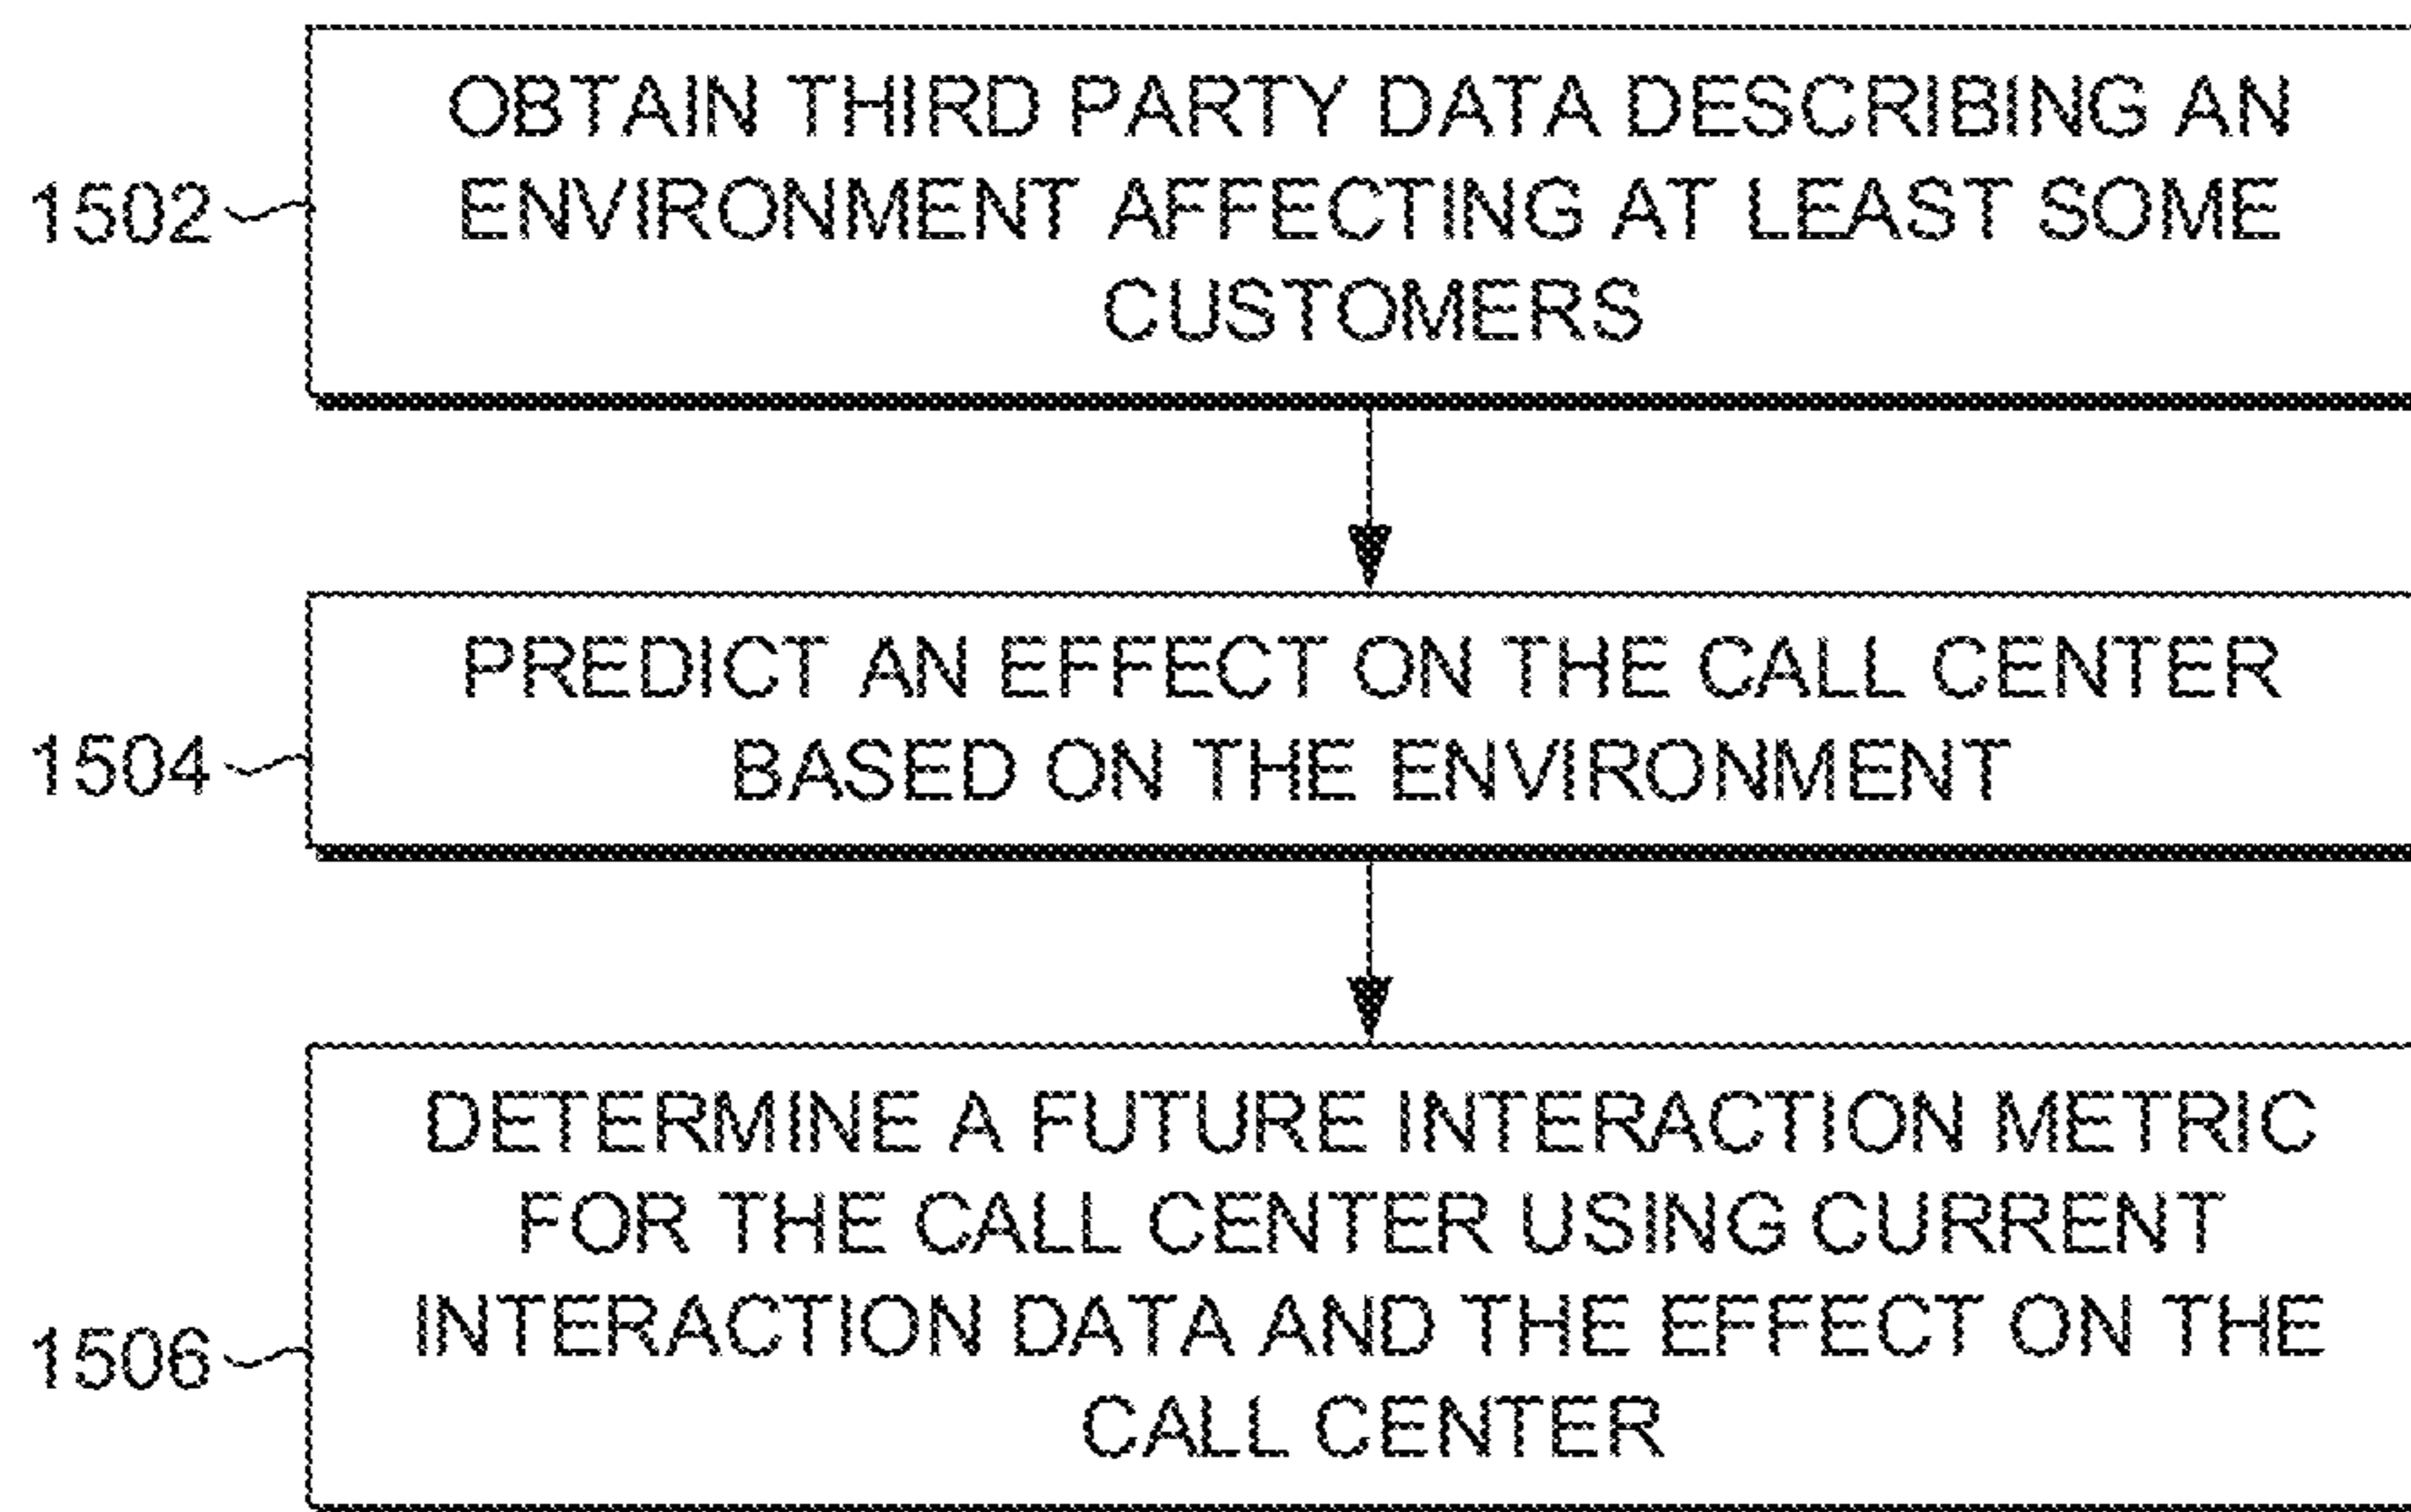 OBTAIN THIRD PARTY DATA DESCRIBING AN
ENVIRONMENT AFFECTING AT LEAST SOME
CUSTOMERS
1502
PREDICT AN EFFECT ON THE CALL CENTER
BASED ON THE ENVIRONMENT
1504
DETERMINE A FUTURE INTERACTION METRIC
FOR THE CALL CENTER USING CURRENT
INTERACTION DATA AND THE EFFECT ON THE
CALL CENTER
1506